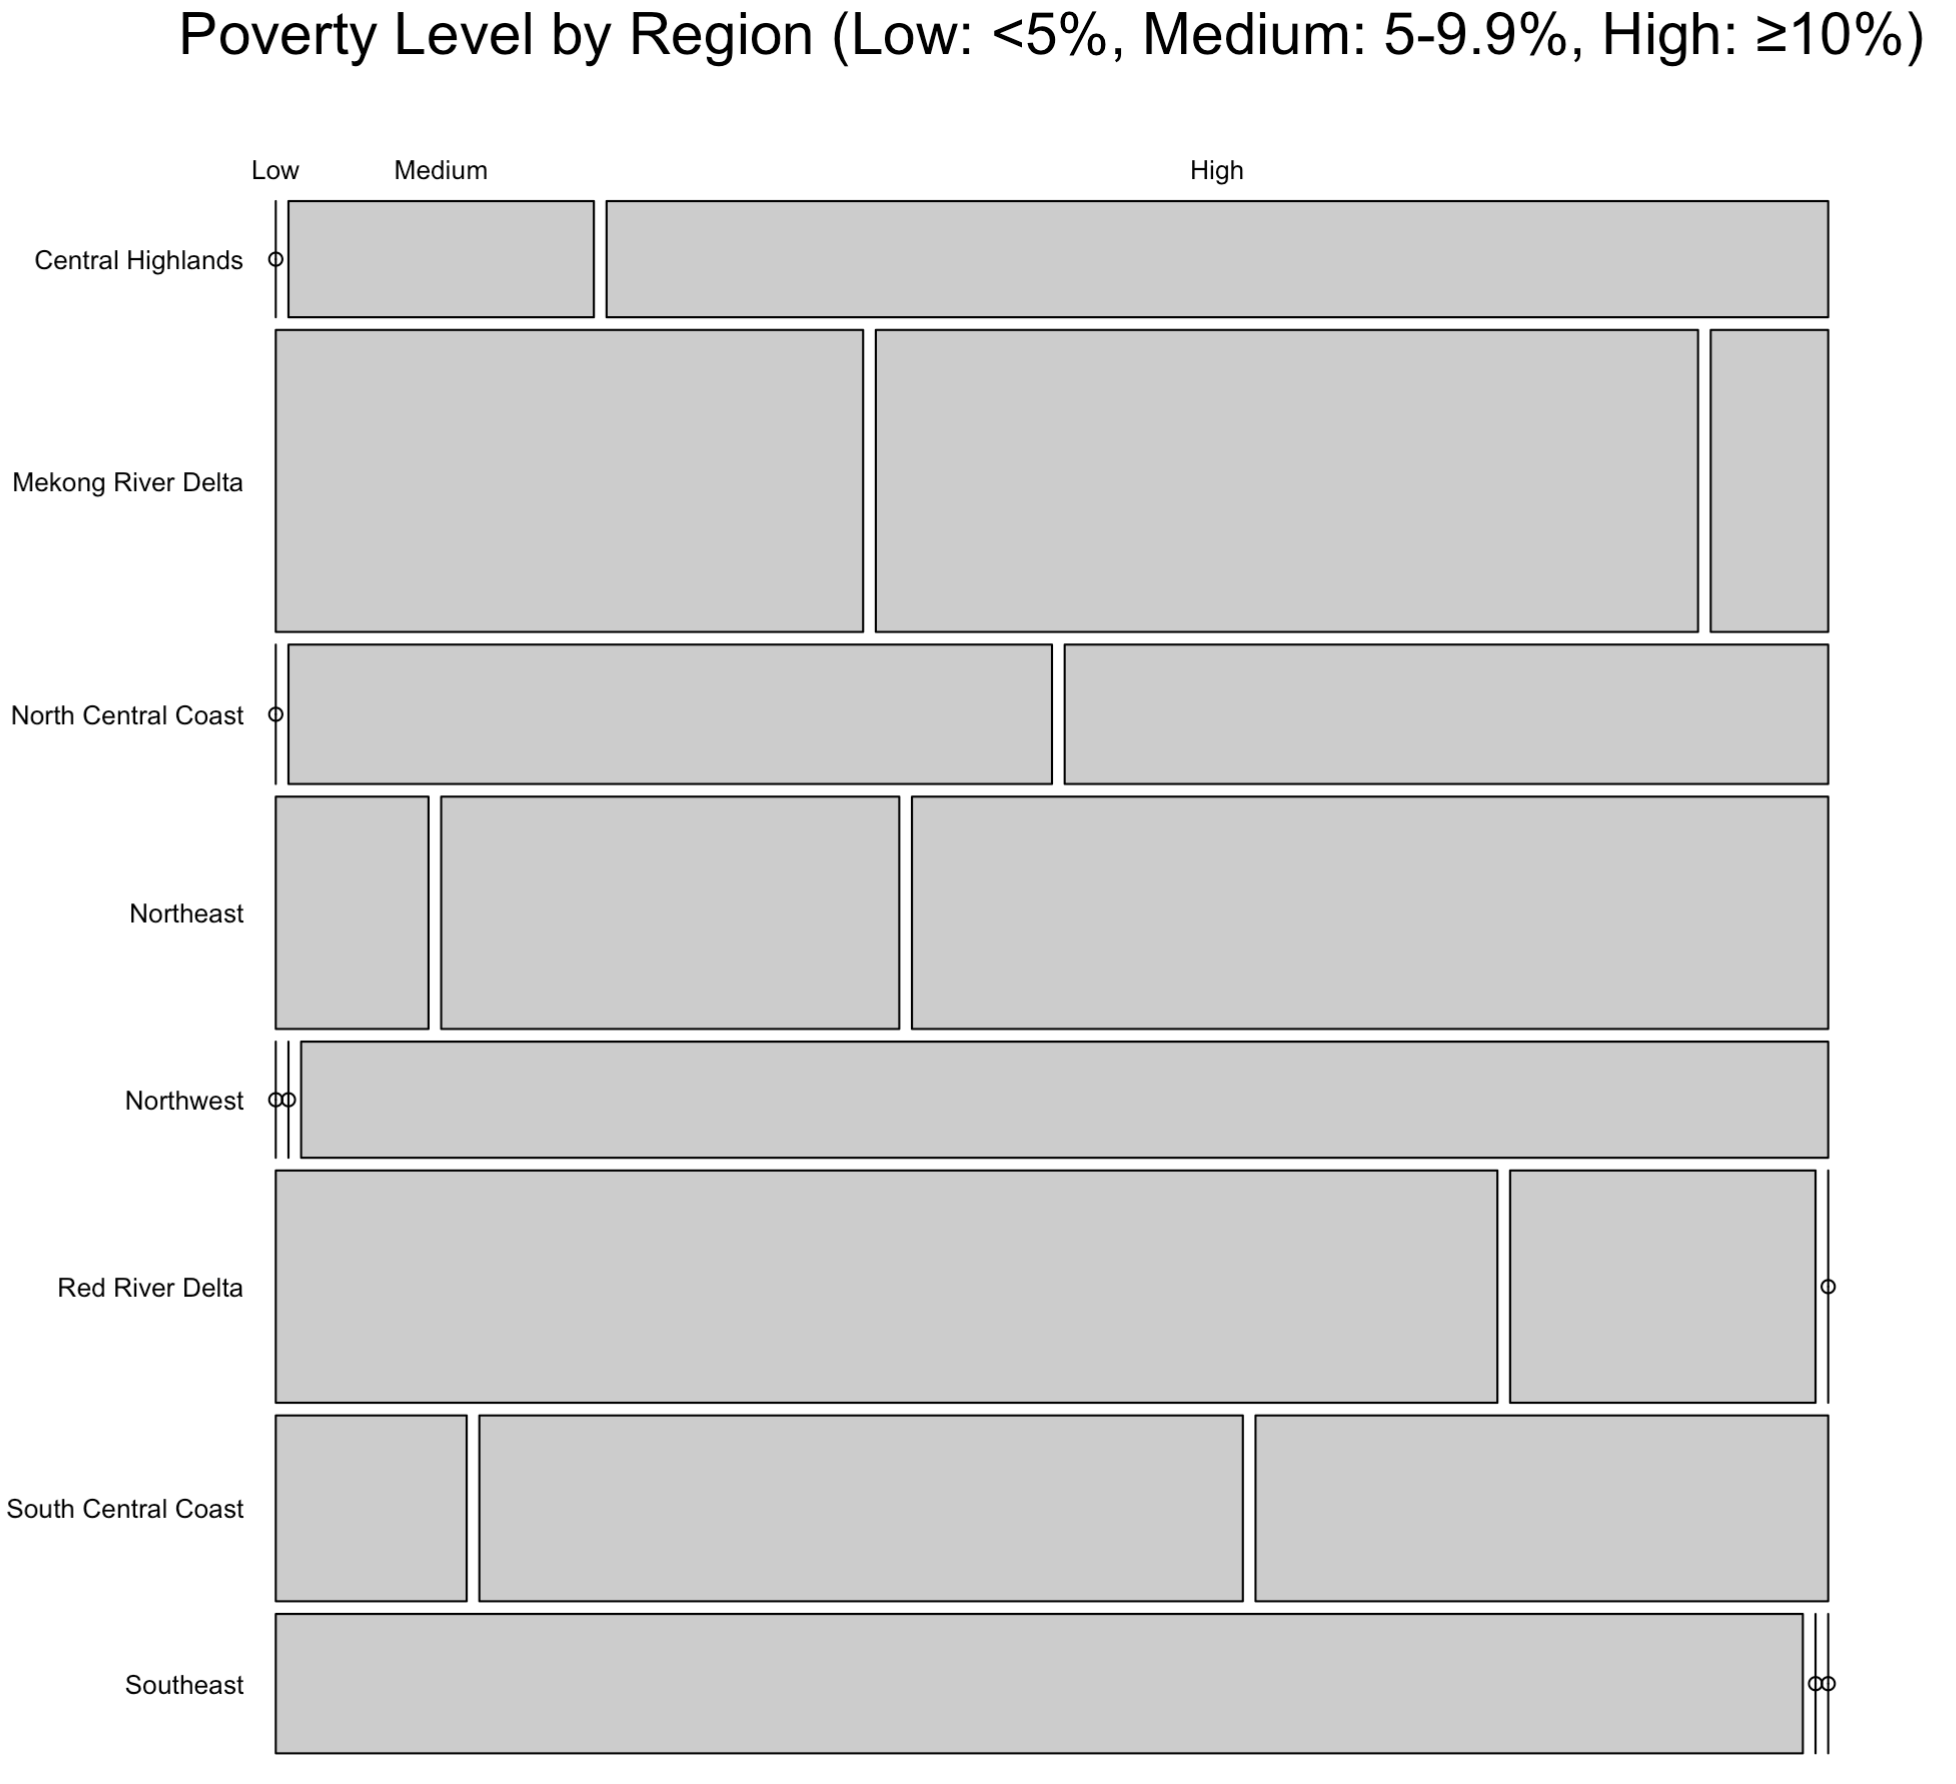 Poverty Level by Region (Low: <5%, Medium: 5-9.9%, High: ≥10%)
Low Medium High
Central Highlands
Mekong River Delta
North Central Coast
Northeast
Northwest
Red River Delta
South Central Coast
Southeast